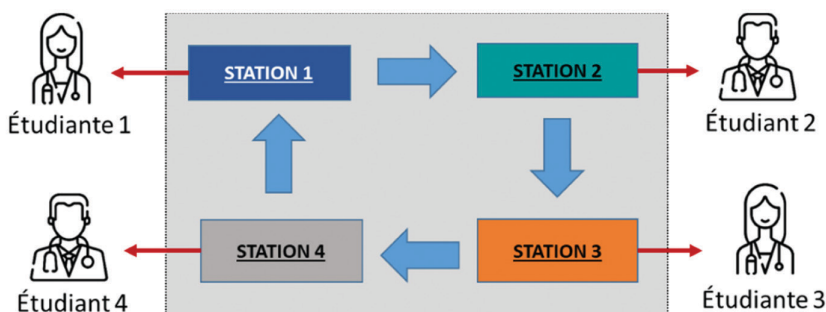 STATION 1
STATION 2
Étudiante 1
Étudiant 2
STATION 4
STATION 3
Étudiant 4
Étudiante 3